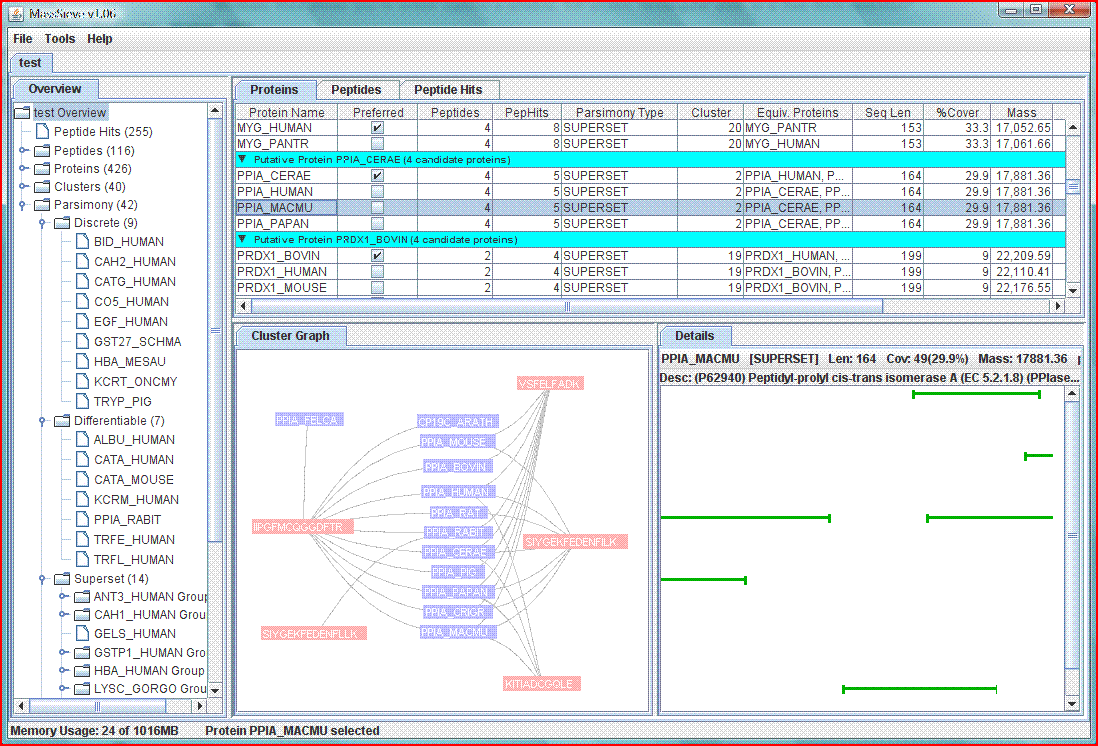 MassSieve v1.06
File Tools Help
test
Overview
test Overview
Peptide Hits (255)
Peptides (116)
Proteins (426)
Clusters (40)
Parsimony (42)
Discrete (9)
BID_HUMAN
CAH2_HUMAN
CATG_HUMAN
CO5_HUMAN
EGF_HUMAN
GST27_SCHMA
HBA_MESAU
KCRT_ONCMY
TRYP_PIG
Differentiable (7)
ALBU_HUMAN
CATA_HUMAN
CATA_MOUSE
KCRM_HUMAN
PPIA_RABIT
TRFE_HUMAN
TRFL_HUMAN
Superset (14)
ANT3_HUMAN Group
CAH1_HUMAN Grou
GELS_HUMAN
GSTP1_HUMAN Gro
HBA_HUMAN Group
LYSC_GORGO Grou
Proteins Peptides Peptide Hits
Protein Name Preferred Peptides PepHits Parsimony Type Cluster Equiv. Proteins Seq Len %Cover Mass
MYG_HUMAN 4 8 SUPERSET 20 MYG_PANTR 153 33.3 17,052.65
MYG_PANTR 4 8 SUPERSET 20 MYG_HUMAN 153 33.3 17,061.66
Putative Protein PPIA_CERAE (4 candidate proteins)
PPIA_CERAE 4 5 SUPERSET 2 PPIA_HUMAN, P... 164 29.9 17,881.36
PPIA_HUMAN 4 5 SUPERSET 2 PPIA_CERAE, PP... 164 29.9 17,881.36
PPIA_MACMU 4 5 SUPERSET 2 PPIA_CERAE, PP... 164 29.9 17,881.36
PPIA_PAPAN 4 5 SUPERSET 2 PPIA_CERAE, PP... 164 29.9 17,881.36
Putative Protein PRDX1_BOVIN (4 candidate proteins)
PRDX1_BOVIN 2 4 SUPERSET 19 PRDX1_HUMAN, ... 199 9 22,209.59
PRDX1_HUMAN 2 4 SUPERSET 19 PRDX1_BOVIN, P... 199 9 22,110.41
PRDX1_MOUSE 2 4 SUPERSET 19 PRDX1_BOVIN, P... 199 9 22,176.55
Cluster Graph
VSFELFADK
PPIA_FELCA
CP19C_ARATH
PPIA_MOUSE
PPIA_BOVIN
PPIA_HUMAN
PPIA_RAT
IIPGFMCQGGDFTR
PPIA_RABIT
SIYGEKFEDENFILK
PPIA_CERAE
PPIA_PIG
PPIA_PAPAN
PPIA_CRIGR
PPIA_MACMU
SIYGEKFEDENFLLK
KITIADCGQLE
Details
PPIA_MACMU [SUPERSET] Len: 164 Cov: 49(29.9%) Mass: 17881.36
Desc: (P62940) Peptidyl-prolyl cis-trans isomerase A (EC 5.2.1.8) (PPIase...
Memory Usage: 24 of 1016MB Protein PPIA_MACMU selected